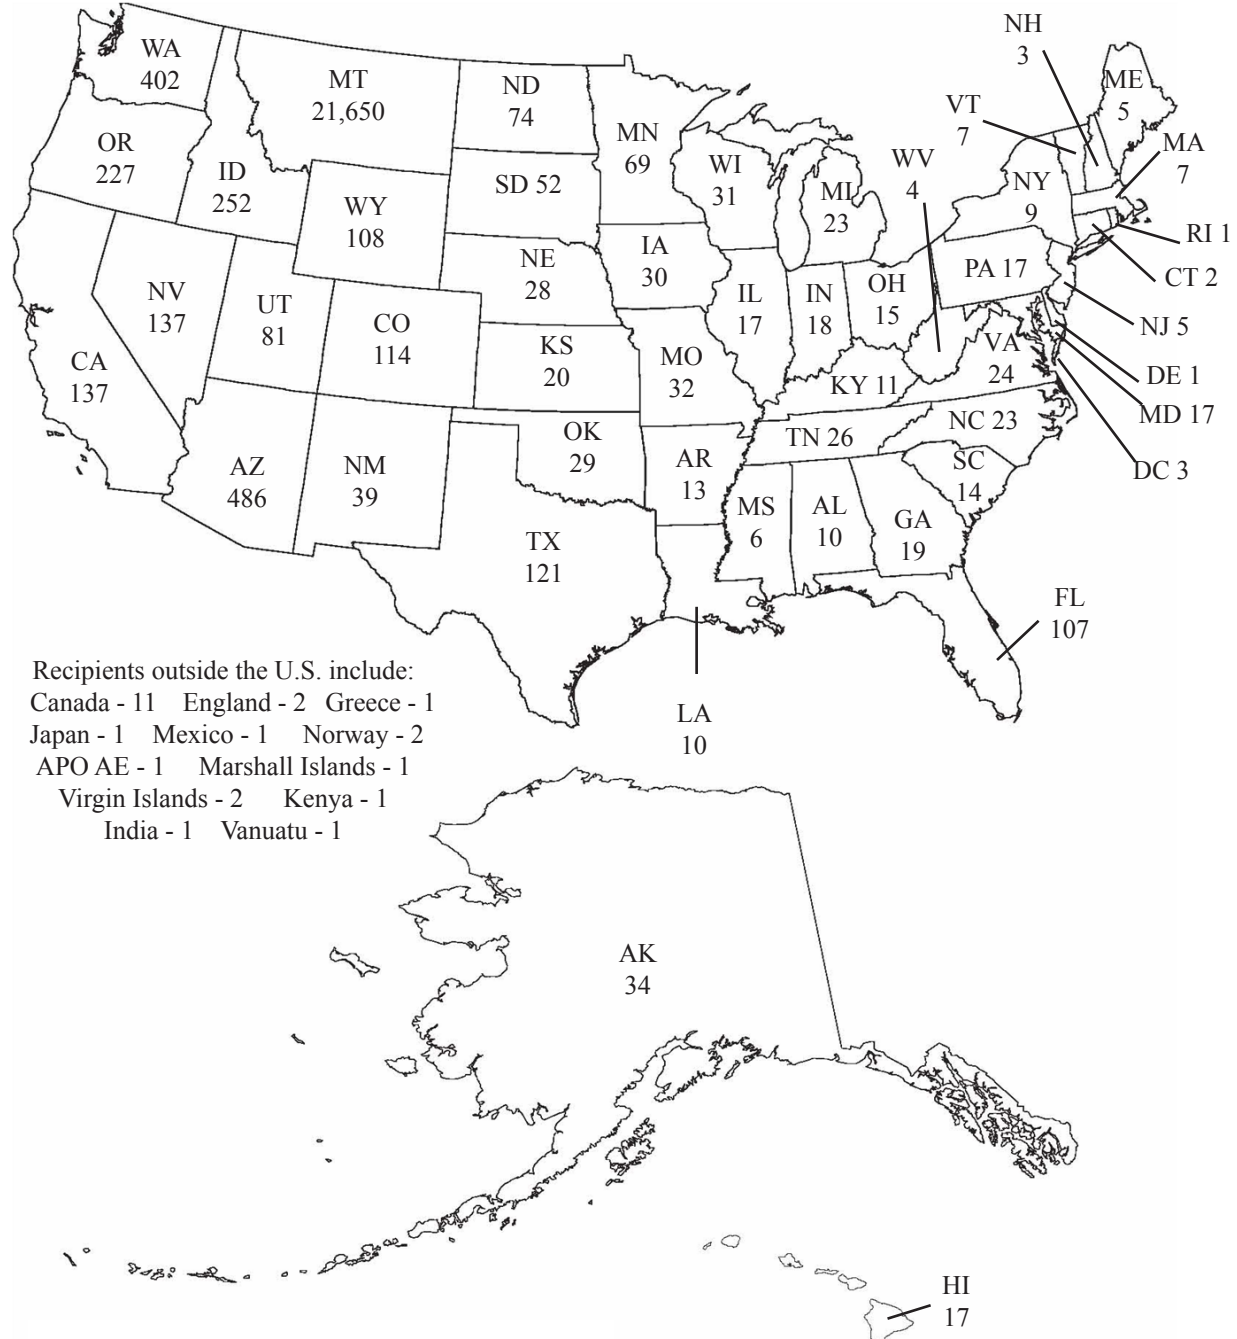 WA
402
MT
21,650
ND
74
MN
69
NH
3
ME
5
VT
7
MA
7
OR
227
ID
252
WY
108
SD 52
WI
31
MI
23
WV
4
NY
9
RI 1
CT 2
NJ 5
DE 1
MD 17
DC 3
NV
137
UT
81
CO
114
NE
28
IA
30
IL
17
IN
18
OH
15
PA 17
VA
24
CA
137
KS
20
MO
32
KY 11
NC 23
TN 26
SC
14
AZ
486
NM
39
OK
29
AR
13
MS
6
AL
10
GA
19
TX
121
FL
107
LA
10
Recipients outside the U.S. include:
Canada - 11 England - 2 Greece - 1
Japan - 1 Mexico - 1 Norway - 2
APO AE - 1 Marshall Islands - 1
Virgin Islands - 2 Kenya - 1
India - 1 Vanuatu - 1
AK
34
HI
17